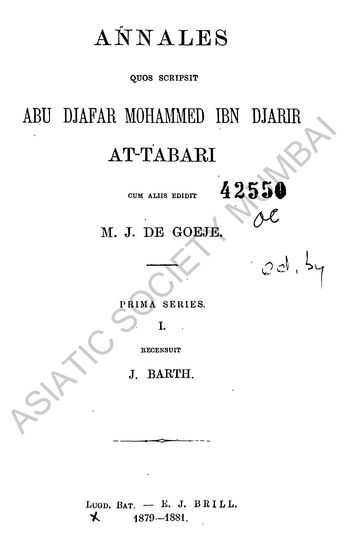 ANNALES
QUOS SCRIPSIT
ABU DJAFAR MOHAMMED IBN DJARIR
AT-TABARI
CUM ALIIS EDIDIT
42550
M. J. DE GOEJE.
ed. by
PRIMA SERIES.
I.
RECENSUIT
J. BARTH.
LUGD. BAT. — E. J. BRILL.
1879–1881.
ASIATIC SOCIETY MUMBAI